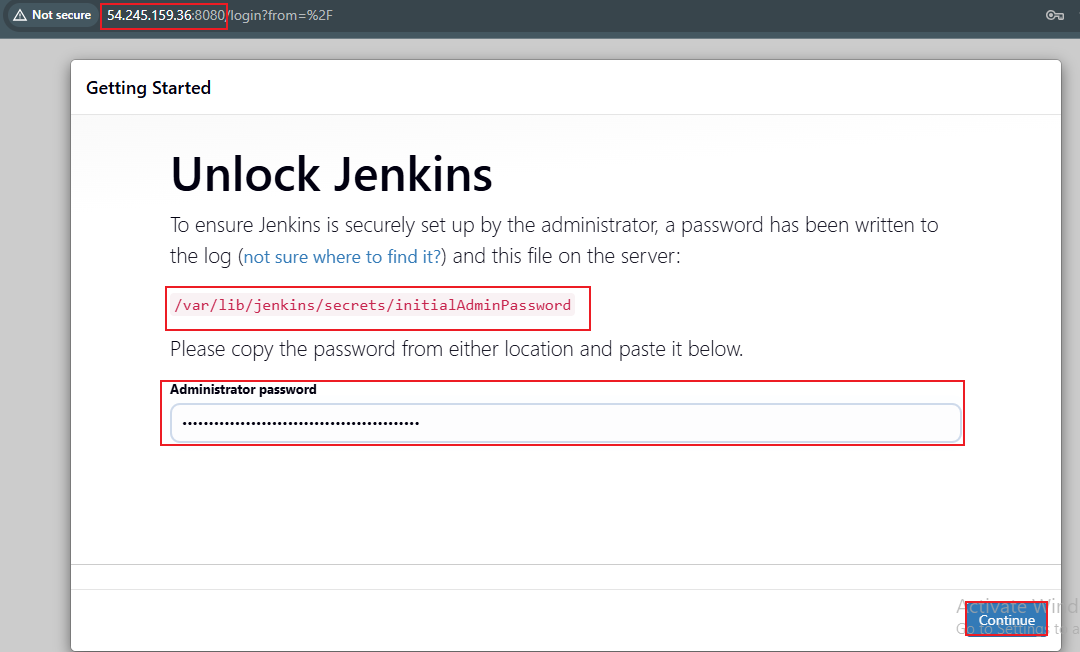 Not secure 54.245.159.36:8080/login?from=%2F
Getting Started
Unlock Jenkins
To ensure Jenkins is securely set up by the administrator, a password has been written to
the log (not sure where to find it?) and this file on the server:
/var/lib/jenkins/secrets/initialAdminPassword
Please copy the password from either location and paste it below.
Administrator password
Activate Wind
Continue
Go to Settings to a